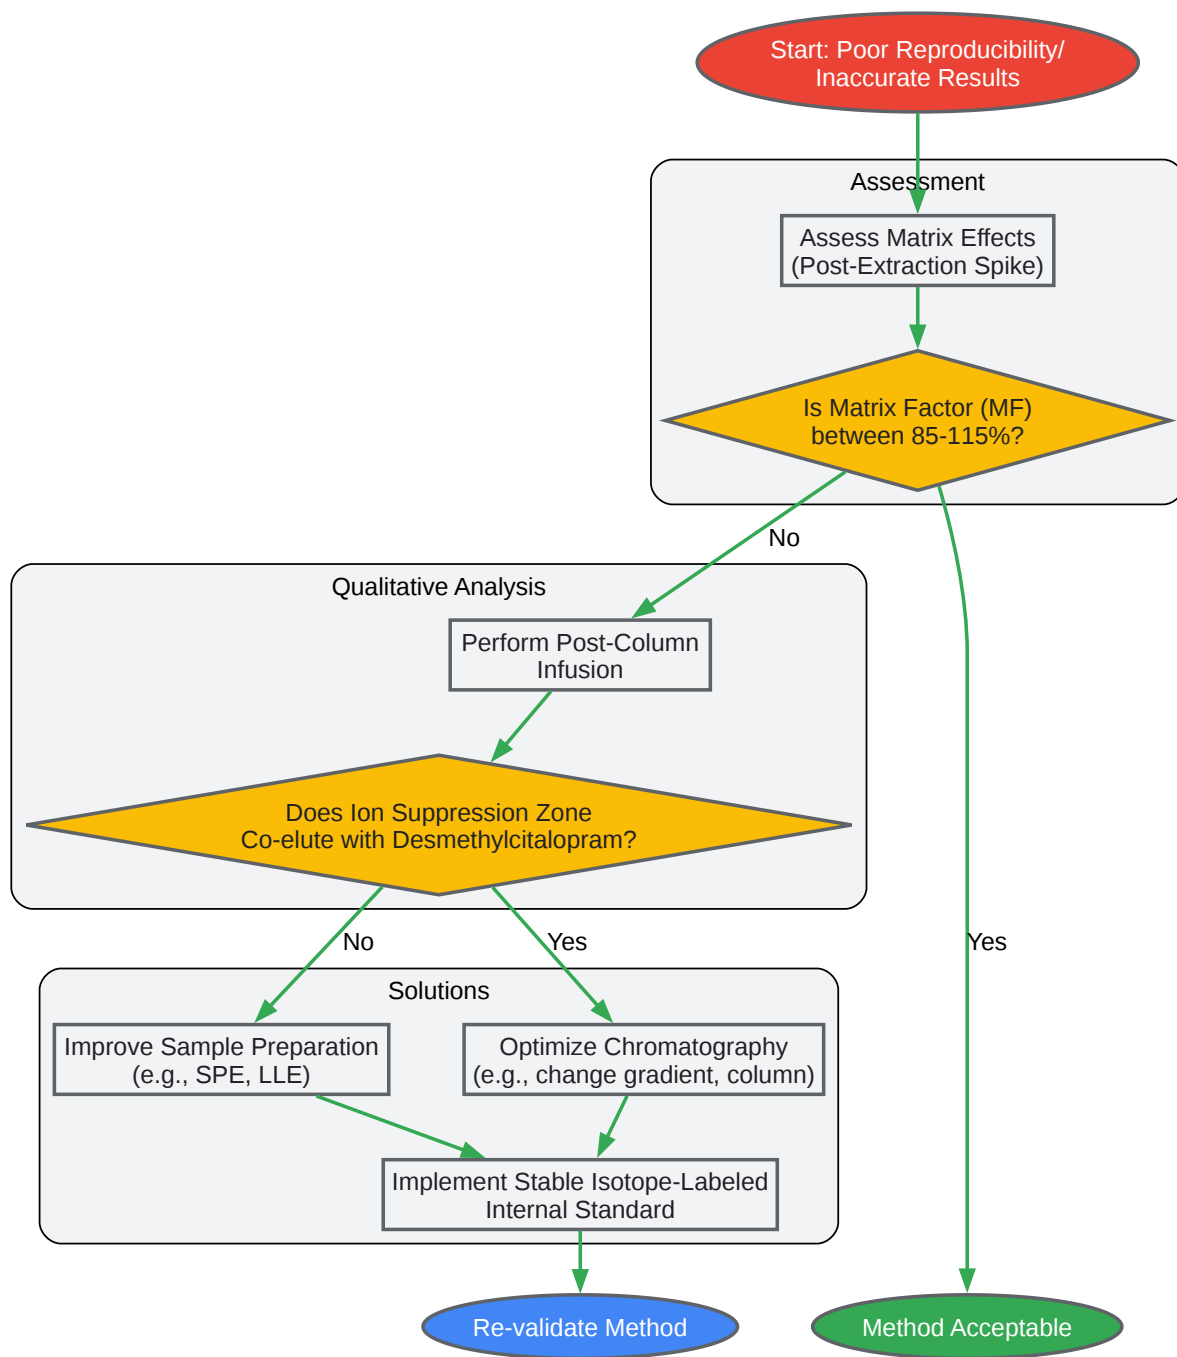 Start: Poor Reproducibility/
Inaccurate Results
Assessment
Assess Matrix Effects
(Post-Extraction Spike)
Is Matrix Factor (MF)
between 85-115%?
No
Qualitative Analysis
Perform Post-Column
Infusion
Does Ion Suppression Zone
Co-elute with Desmethylcitalopram?
No
Yes
Yes
Solutions
Improve Sample Preparation
(e.g., SPE, LLE)
Optimize Chromatography
(e.g., change gradient, column)
Implement Stable Isotope-Labeled
Internal Standard
Re-validate Method
Method Acceptable